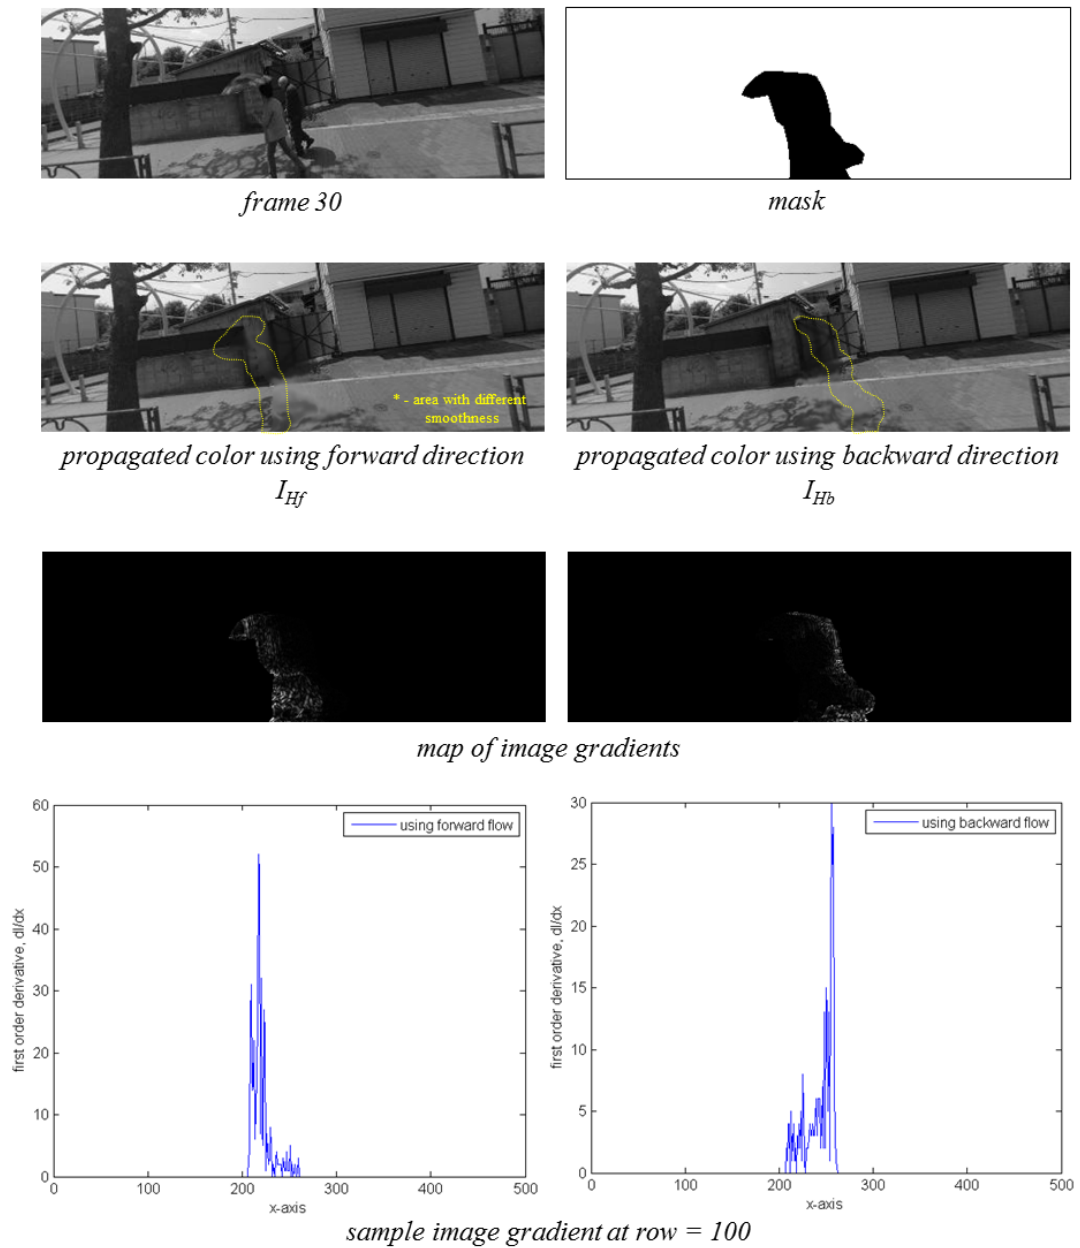 frame 30
mask
* - area with different
smoothness
propagated color using forward direction
I_Hf
propagated color using backward direction
I_Hb
map of image gradients
60
50
40
30
20
10
0
0 100 200 300 400 500
first order derivative, dI/dx
x-axis
using forward flow
30
25
20
15
10
5
0
0 100 200 300 400 500
first order derivative, dI/dx
x-axis
using backward flow
sample image gradient at row = 100